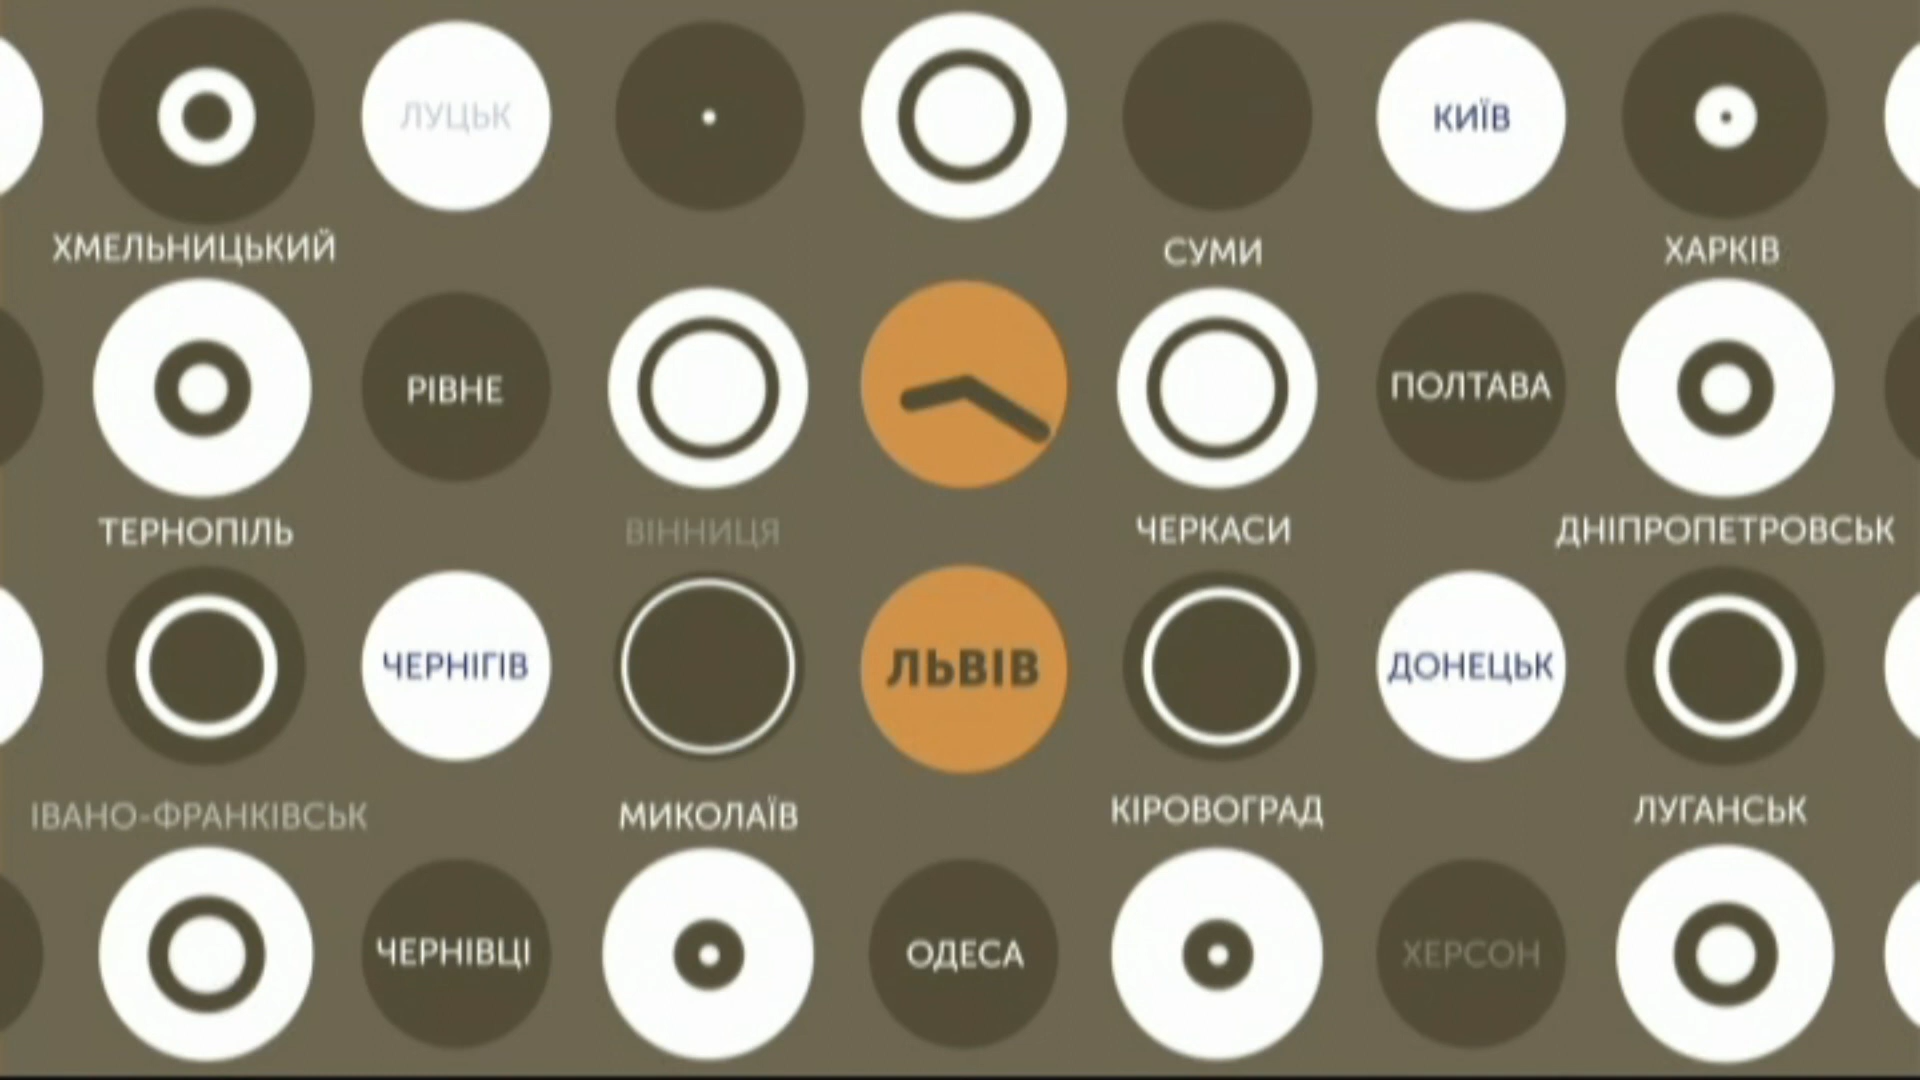 ЛУЦЬК
КИЇВ
ХМЕЛЬНИЦЬКИЙ
СУМИ
ХАРКІВ
РІВНЕ
ПОЛТАВА
ТЕРНОПІЛЬ
ВІННИЦЯ
ЧЕРКАСИ
ДНІПРОПЕТРОВСЬК
ЧЕРНІГІВ
ЛЬВІВ
ДОНЕЦЬК
ІВАНО-ФРАНКІВСЬК
МИКОЛАЇВ
КІРОВОГРАД
ЛУГАНСЬК
ЧЕРНІВЦІ
ОДЕСА
ХЕРСОН